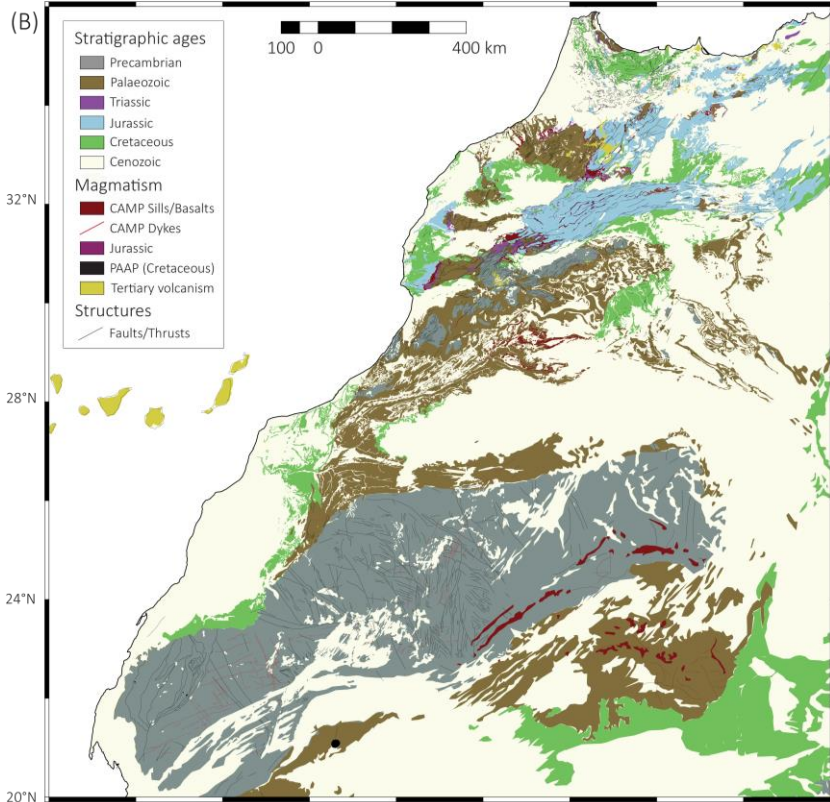 (B)
100 0 400 km
Stratigraphic ages
Precambrian
Palaeozoic
Triassic
Jurassic
Cretaceous
Cenozoic
Magmatism
CAMP Sills/Basalts
CAMP Dykes
Jurassic
PAAP (Cretaceous)
Tertiary volcanism
Structures
Faults/Thrusts
32°N
28°N
24°N
20°N